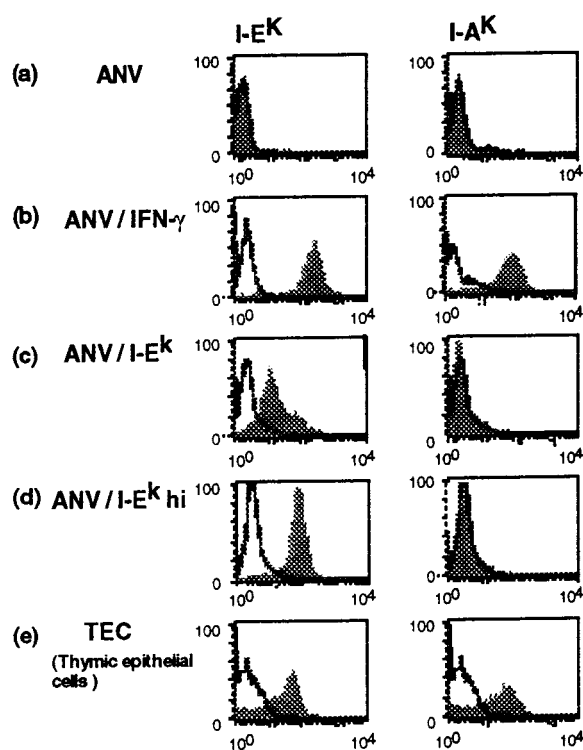 I-Eᴷ I-Aᴷ
(a) ANV
100 100
0 0
10⁰ 10⁴ 10⁰ 10⁴
(b) ANV / IFN-γ
100 100
0 0
10⁰ 10⁴ 10⁰ 10⁴
(c) ANV / I-Eᵏ
100 100
0 0
10⁰ 10⁴ 10⁰ 10⁴
(d) ANV / I-Eᵏ hi
100 100
0 0
10⁰ 10⁴ 10⁰ 10⁴
(e) TEC
(Thymic epithelial
cells )
100 100
0 0
10⁰ 10⁴ 10⁰ 10⁴